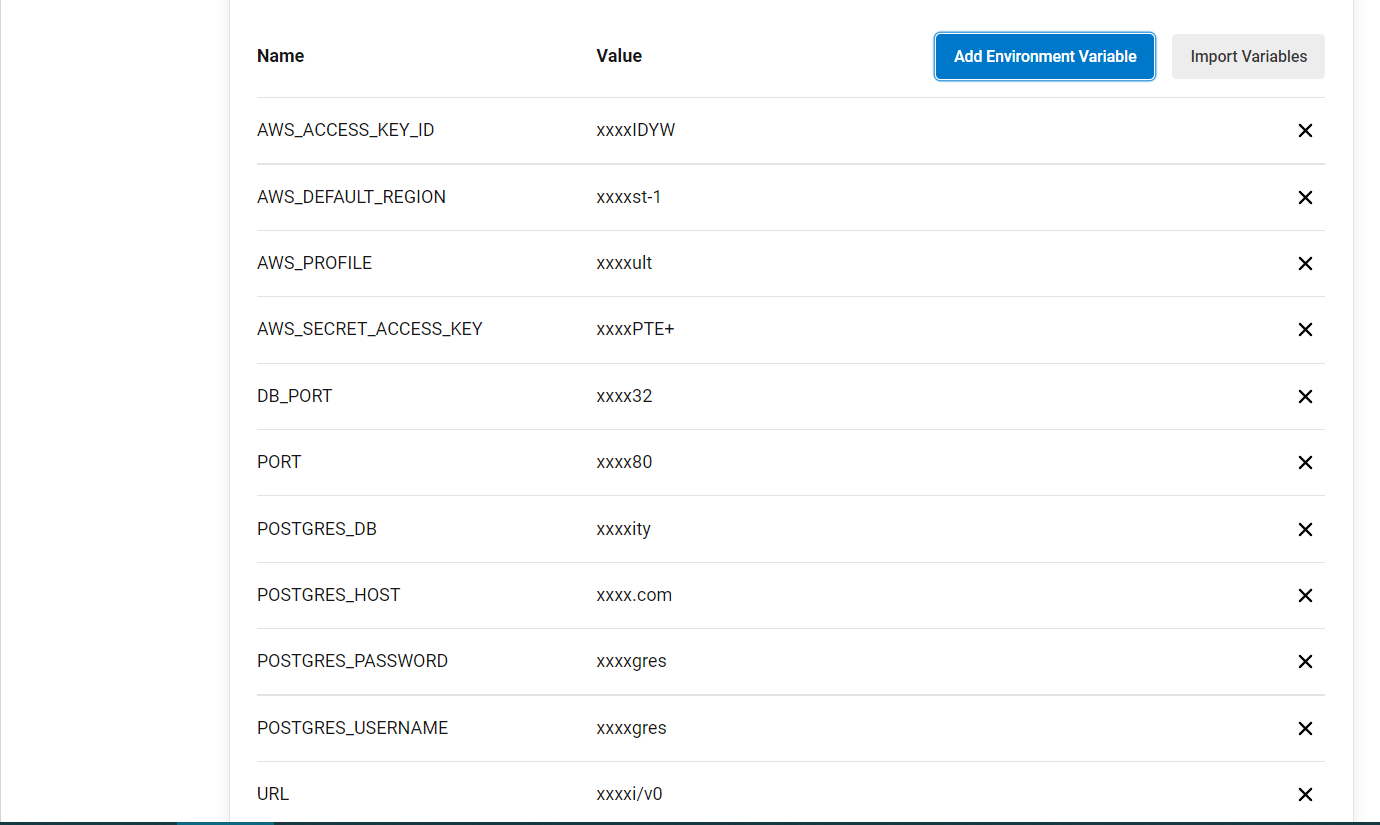 Name Value Add Environment Variable Import Variables
AWS_ACCESS_KEY_ID xxxxIDYW
AWS_DEFAULT_REGION xxxxst-1
AWS_PROFILE xxxxult
AWS_SECRET_ACCESS_KEY xxxxPTE+
DB_PORT xxxx32
PORT xxxx80
POSTGRES_DB xxxxity
POSTGRES_HOST xxxx.com
POSTGRES_PASSWORD xxxxgres
POSTGRES_USERNAME xxxxgres
URL xxxxi/v0